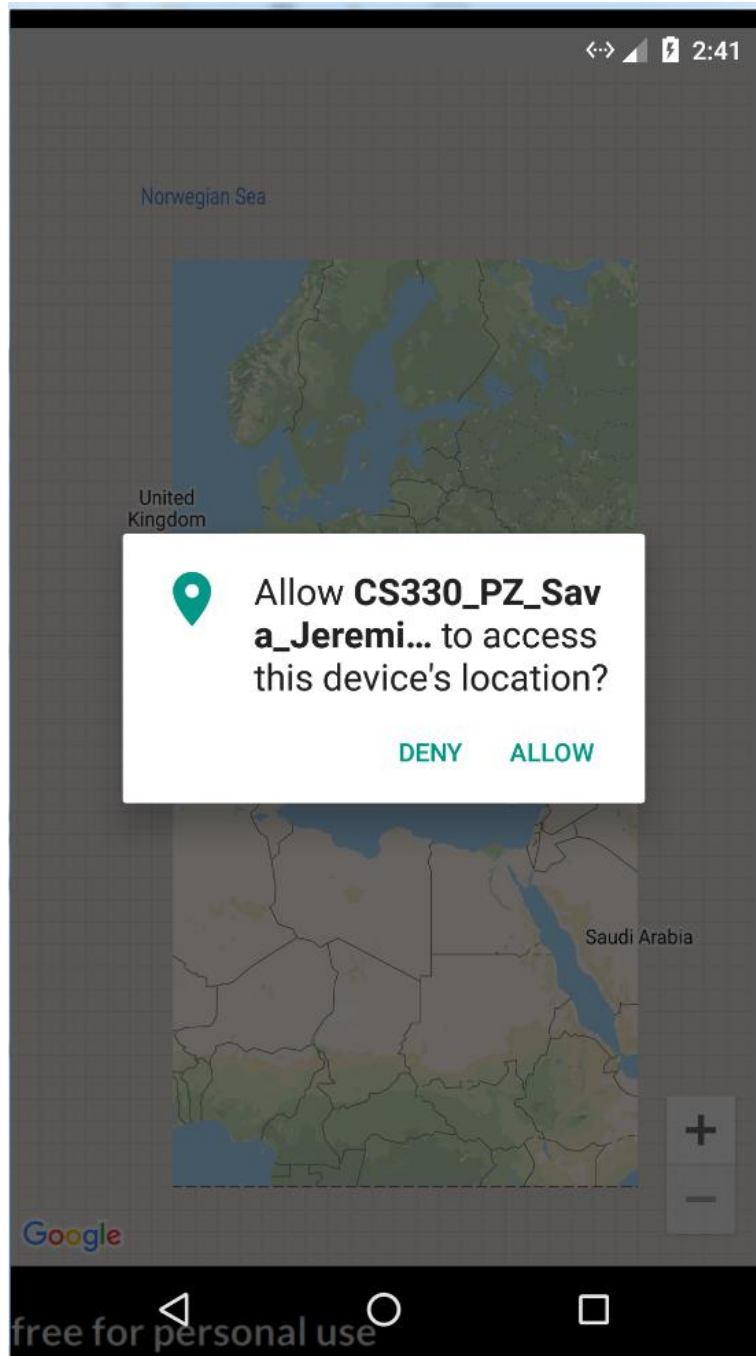 2:41
Norwegian Sea
United
Kingdom
Allow CS330_PZ_Sav
a_Jeremi... to access
this device's location?
DENY ALLOW
Saudi Arabia
+
−
Google
free for personal use